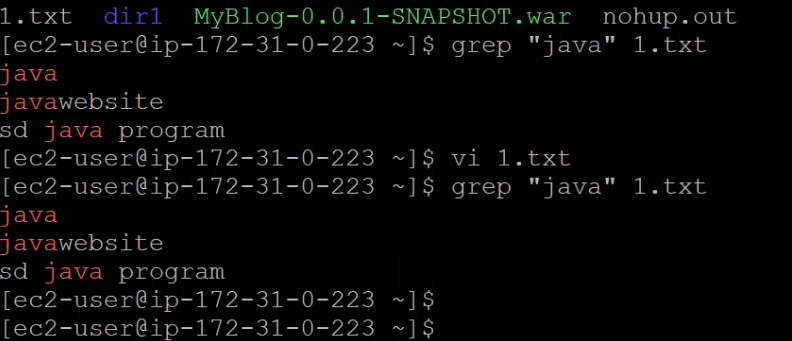 1.txt dir1 MyBlog-0.0.1-SNAPSHOT.war nohup.out
[ec2-user@ip-172-31-0-223 ~]$ grep "java" 1.txt
java
javawebsite
sd java program
[ec2-user@ip-172-31-0-223 ~]$ vi 1.txt
[ec2-user@ip-172-31-0-223 ~]$ grep "java" 1.txt
java
javawebsite
sd java program
[ec2-user@ip-172-31-0-223 ~]$
[ec2-user@ip-172-31-0-223 ~]$